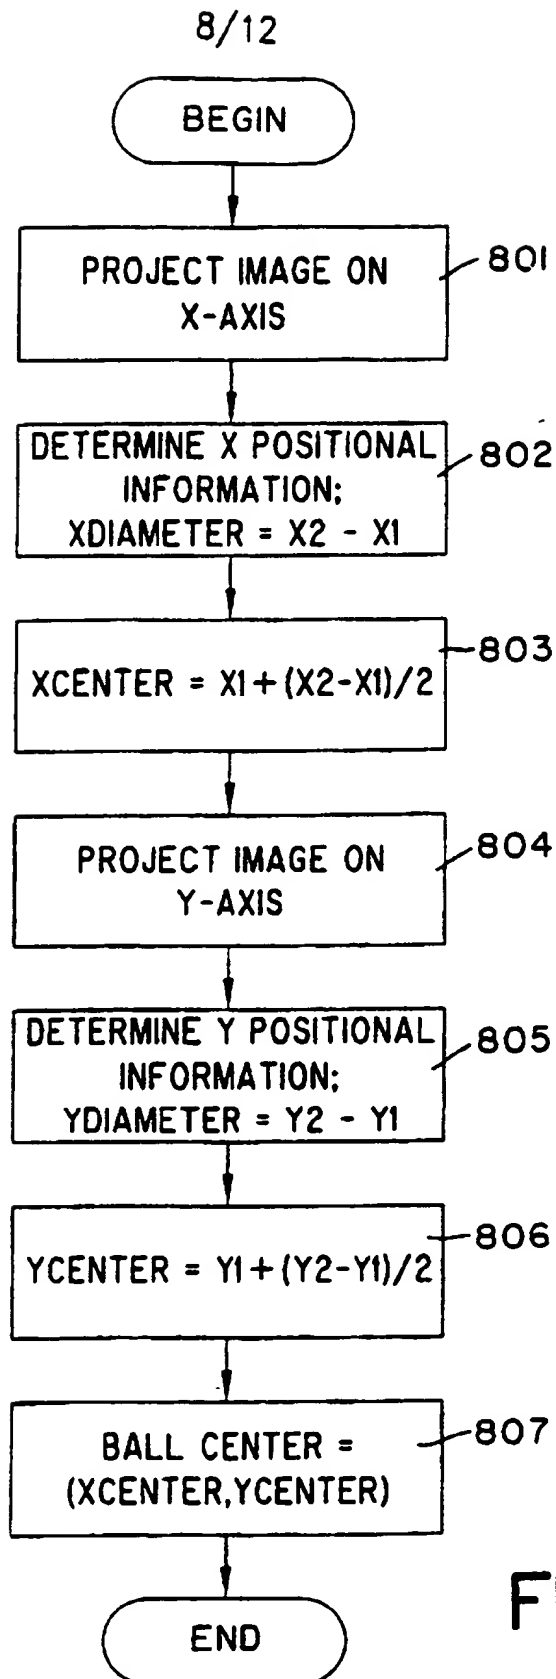 8/12
BEGIN
PROJECT IMAGE ON
X-AXIS
801
DETERMINE X POSITIONAL
INFORMATION;
XDIAMETER = X2 - X1
802
XCENTER = X1+(X2-X1)/2
803
PROJECT IMAGE ON
Y-AXIS
804
DETERMINE Y POSITIONAL
INFORMATION;
YDIAMETER = Y2 - Y1
805
YCENTER = Y1+(Y2-Y1)/2
806
BALL CENTER =
(XCENTER,YCENTER)
807
END